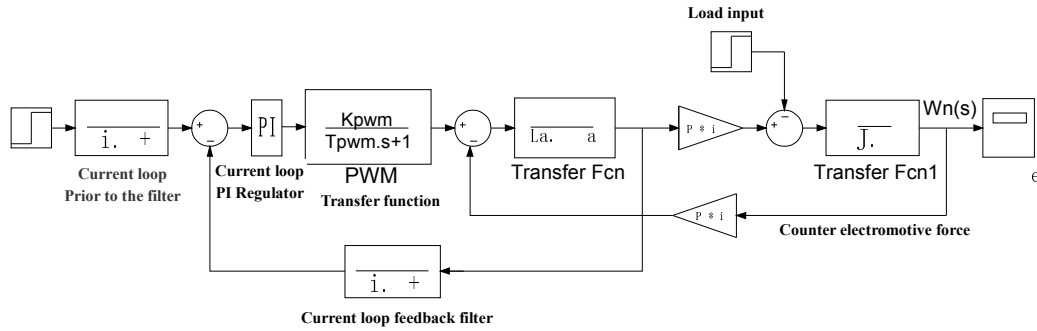 Load input
Wn(s)
i. +
+
−
PI
Kpwm
Tpwm.s+1
+
−
La. a
P * i
+
−
J.
Current loop
Prior to the filter
Current loop
PI Regulator
PWM
Transfer function
Transfer Fcn
Transfer Fcn1
e
P * i
Counter electromotive force
i. +
Current loop feedback filter